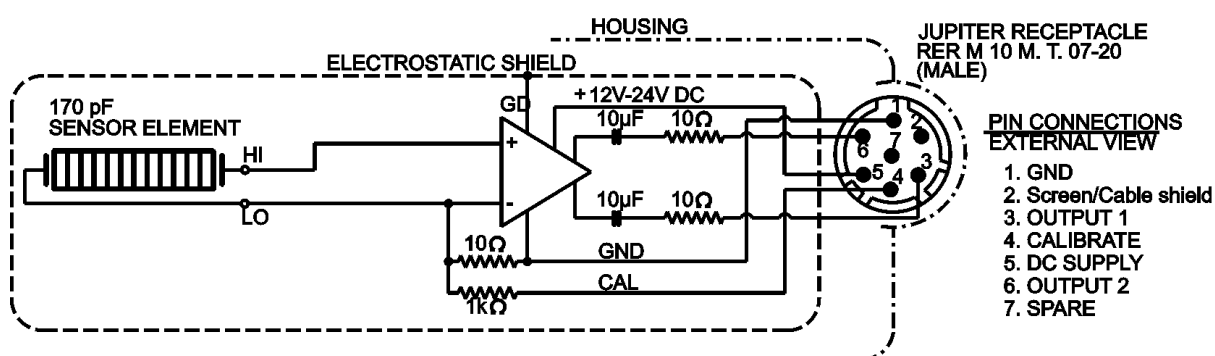 HOUSING
JUPITER RECEPTACLE
RER M 10 M. T. 07-20
(MALE)
ELECTROSTATIC SHIELD
170 pF
SENSOR ELEMENT
GD
+12V-24V DC
10µF
10Ω
HI
+
-
LO
10µF
10Ω
10Ω
GND
CAL
1kΩ
1
2
7
6
3
5
4
PIN CONNECTIONS
EXTERNAL VIEW
1. GND
2. Screen/Cable shield
3. OUTPUT 1
4. CALIBRATE
5. DC SUPPLY
6. OUTPUT 2
7. SPARE